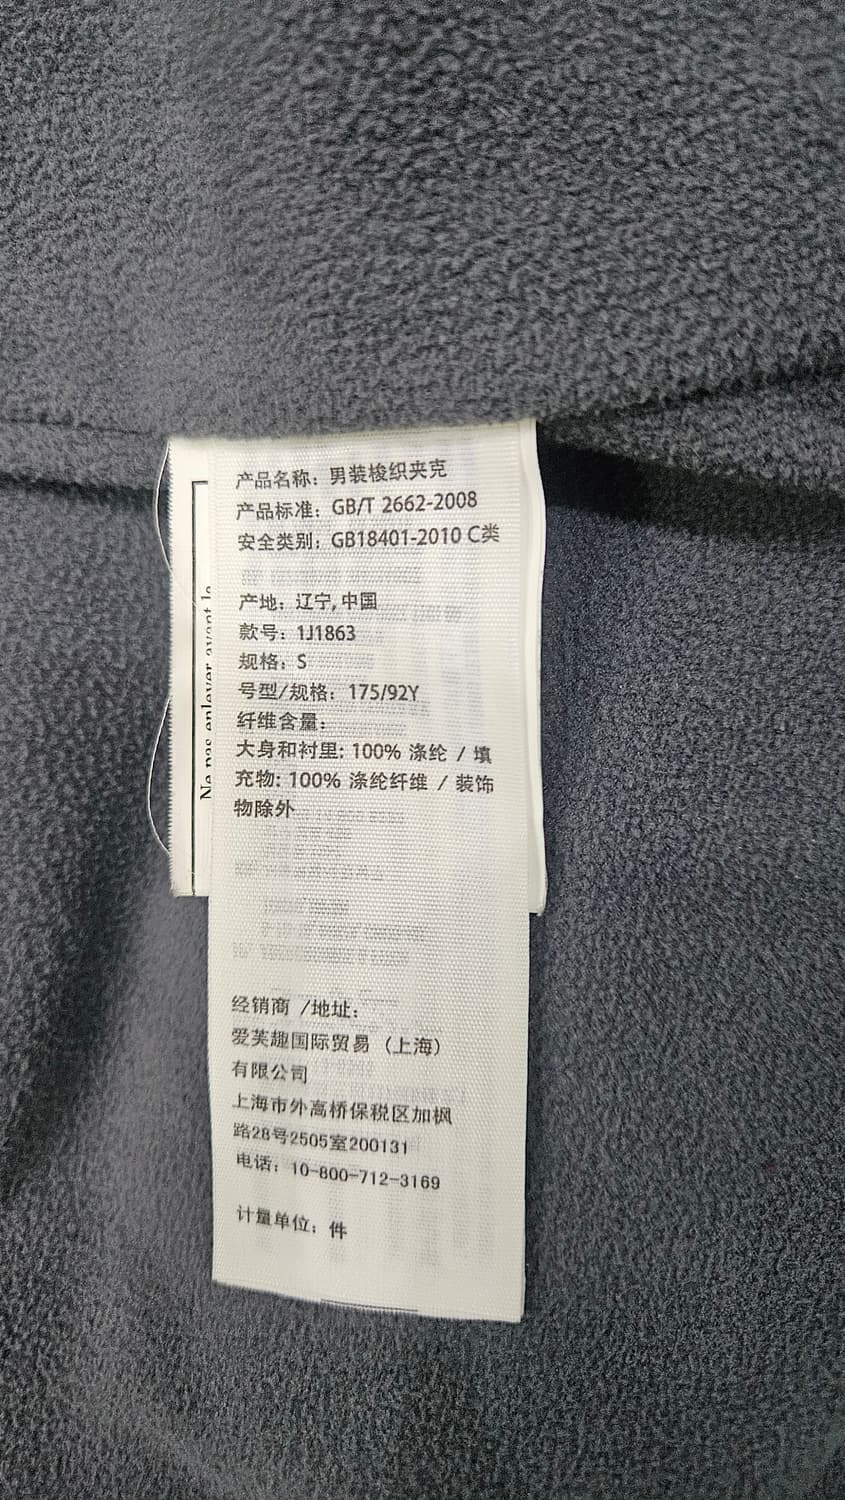 产品名称：男装梭织夹克
产品标准：GB/T 2662-2008
安全类别：GB18401-2010 C类
产地：辽宁,中国
款号：1J1863
规格：S
号型/规格：175/92Y
纤维含量：
大身和衬里: 100% 涤纶 / 填
充物: 100% 涤纶纤维 / 装饰
物除外
经销商 /地址：
爱芙趣国际贸易（上海）
有限公司
上海市外高桥保税区加枫
路28号2505室200131
电话：10-800-712-3169
计量单位：件
Ne pas enlever avant la